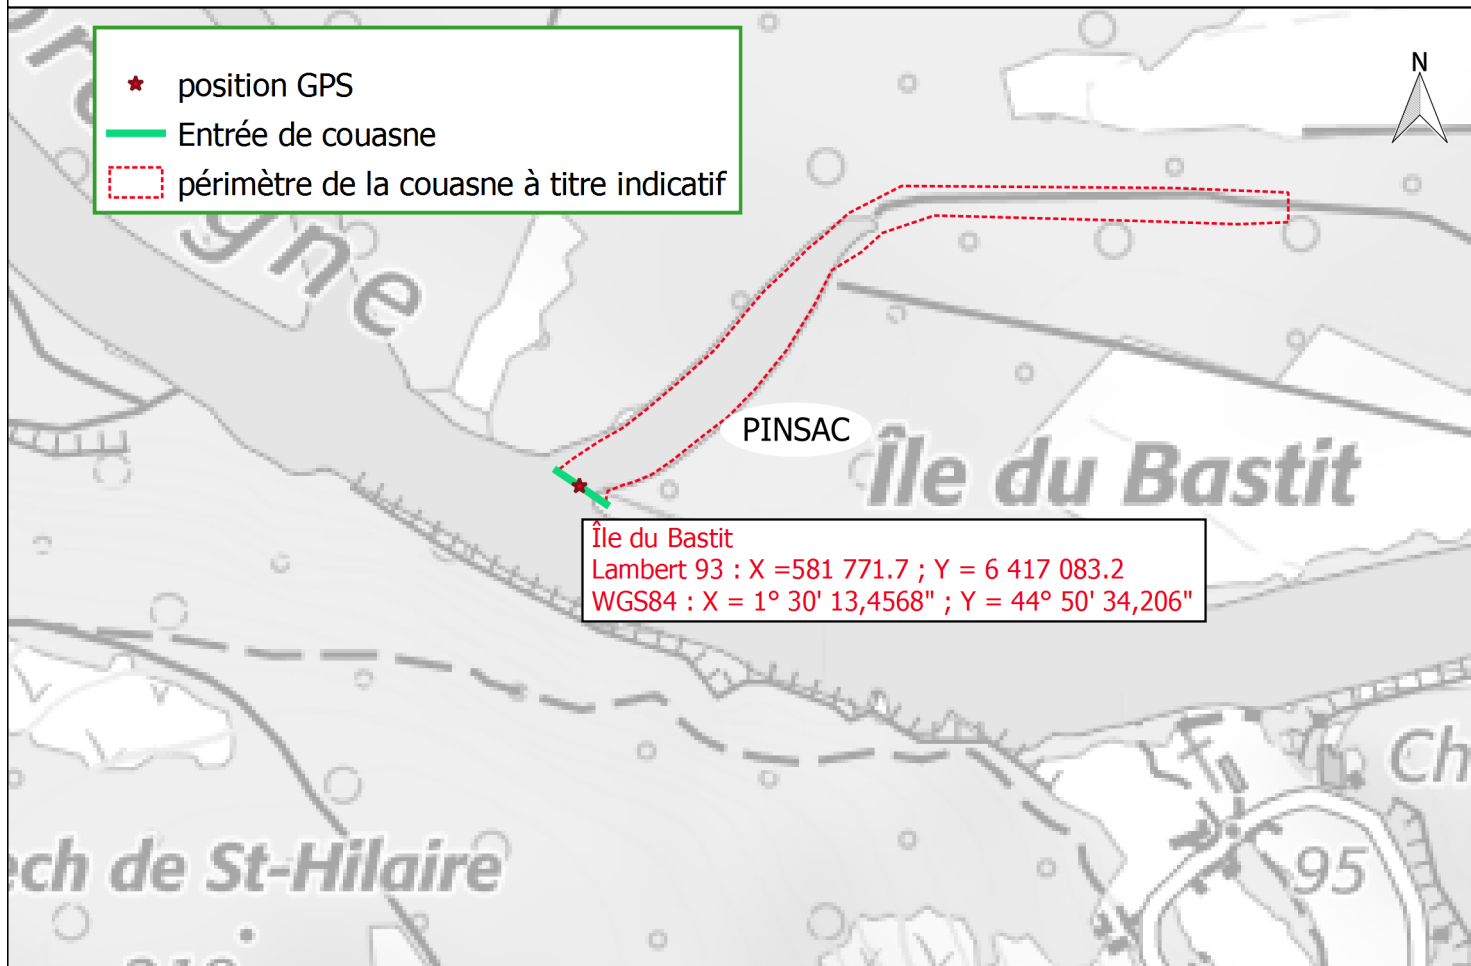 position GPS
Entrée de couasne
périmètre de la couasne à titre indicatif
N
gne
PINSAC
Île du Bastit
Île du Bastit
Lambert 93 : X =581 771.7 ; Y = 6 417 083.2
WGS84 : X = 1° 30' 13,4568" ; Y = 44° 50' 34,206"
Ch
ech de St-Hilaire
95